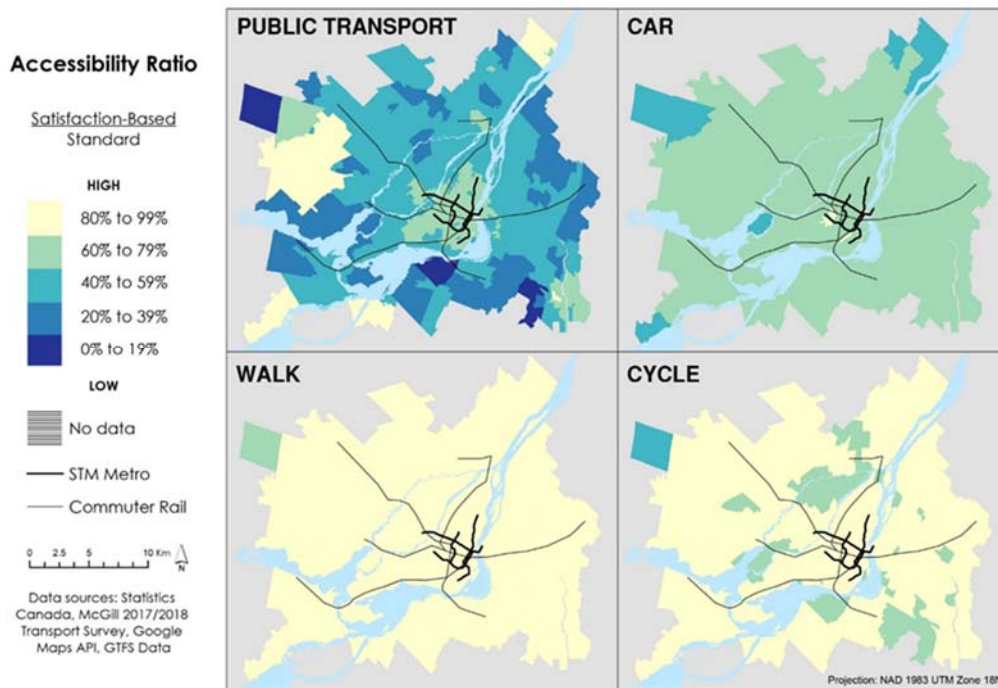 Accessibility Ratio
Satisfaction-Based
Standard
HIGH
80% to 99%
60% to 79%
40% to 59%
20% to 39%
0% to 19%
LOW
No data
STM Metro
Commuter Rail
0 2.5 5 10 Km
N
Data sources: Statistics
Canada, McGill 2017/2018
Transport Survey, Google
Maps API, GTFS Data
PUBLIC TRANSPORT
CAR
WALK
CYCLE
Projection: NAD 1983 UTM Zone 18N